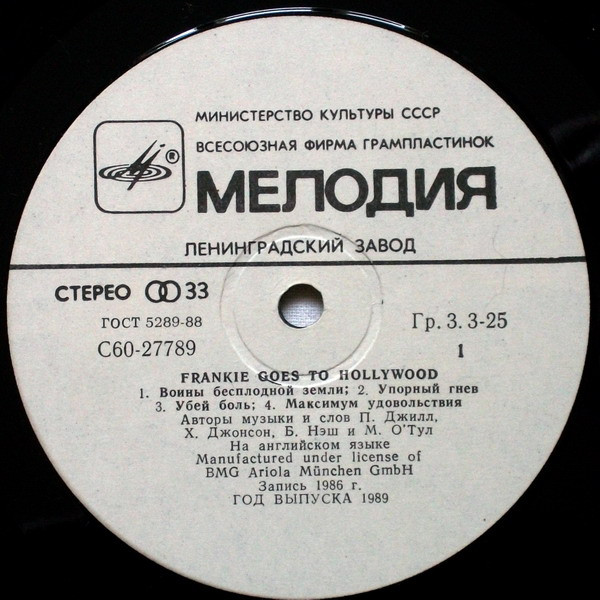 МИНИСТЕРСТВО КУЛЬТУРЫ СССР
ВСЕСОЮЗНАЯ ФИРМА ГРАМПЛАСТИНОК
®
МЕЛОДИЯ
ЛЕНИНГРАДСКИЙ ЗАВОД
СТЕРЕО 33
ГОСТ 5289-88
Гр. 3. 3-25
С60-27789
1
FRANKIE GOES TO HOLLYWOOD
1. Воины бесплодной земли; 2. Упорный гнев
3. Убей боль; 4. Максимум удовольствия
Авторы музыки и слов П. Джилл,
Х. Джонсон, Б. Нэш и М. О'Тул
На английском языке
Manufactured under license of
BMG Ariola München GmbH
Запись 1986 г.
ГОД ВЫПУСКА 1989